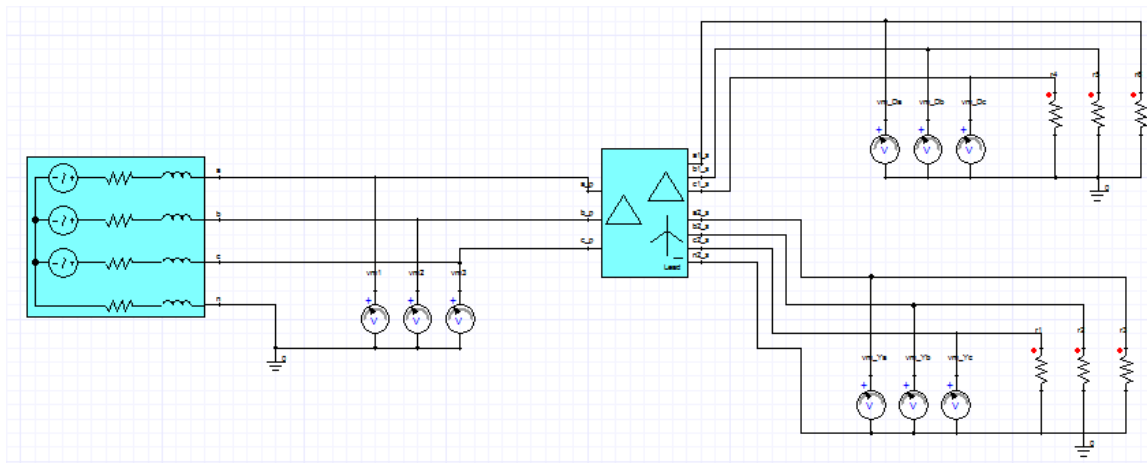 r4
r5
r6
vm_Da
vm_Db
vm_Dc
V
V
V
g
a
b
c
n
a_p
b_p
c_p
a1_s
b1_s
c1_s
a2_s
b2_s
c2_s
n2_s
Lead
vm1
vm2
vm3
V
V
V
g
r1
r2
r3
vm_Ya
vm_Yb
vm_Yc
V
V
V
g